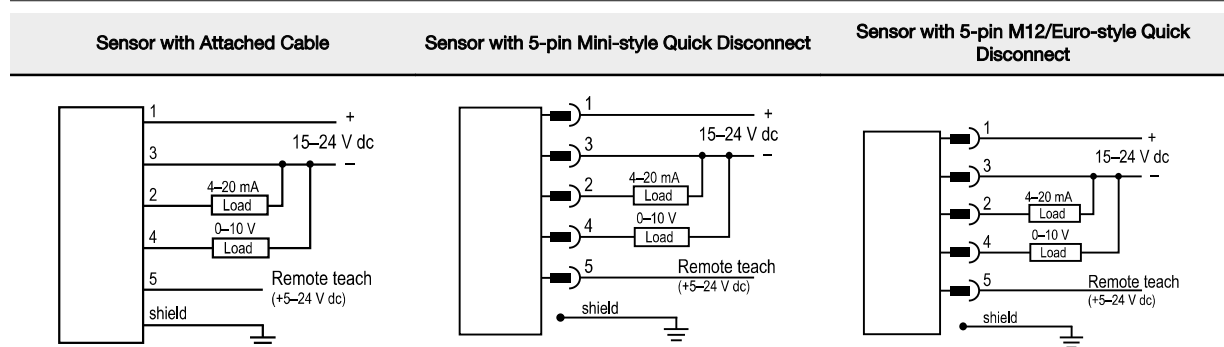 Sensor with Attached Cable
Sensor with 5-pin Mini-style Quick Disconnect
Sensor with 5-pin M12/Euro-style Quick
Disconnect
1
+
15–24 V dc
3
–
4–20 mA
2
Load
0–10 V
4
Load
5
Remote teach
(+5–24 V dc)
shield
1
+
15–24 V dc
3
–
4–20 mA
2
Load
0–10 V
4
Load
5
Remote teach
(+5–24 V dc)
shield
1
+
15–24 V dc
3
–
4–20 mA
2
Load
0–10 V
4
Load
5
Remote teach
(+5–24 V dc)
shield